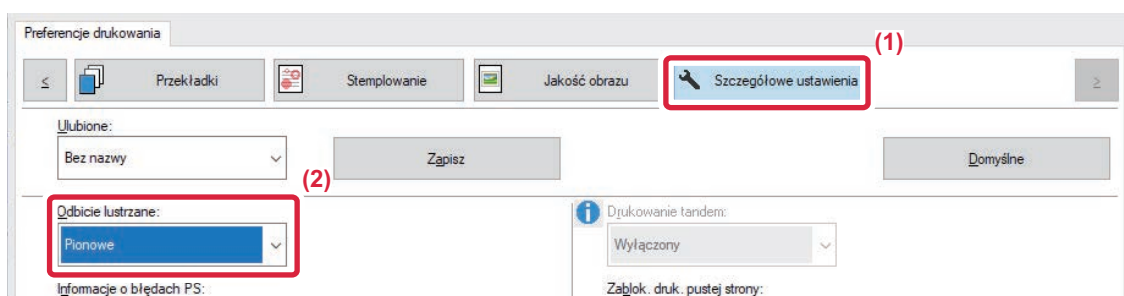 Preferencje drukowania
(1)
< Przekładki Stemplowanie Jakość obrazu Szczegółowe ustawienia >
Ulubione:
Bez nazwy Zapisz Domyślne
(2)
Odbicie lustrzane: Drukowanie tandem:
Pionowe Wyłączony
Informacje o błędach PS: Zablok. druk. pustej strony: